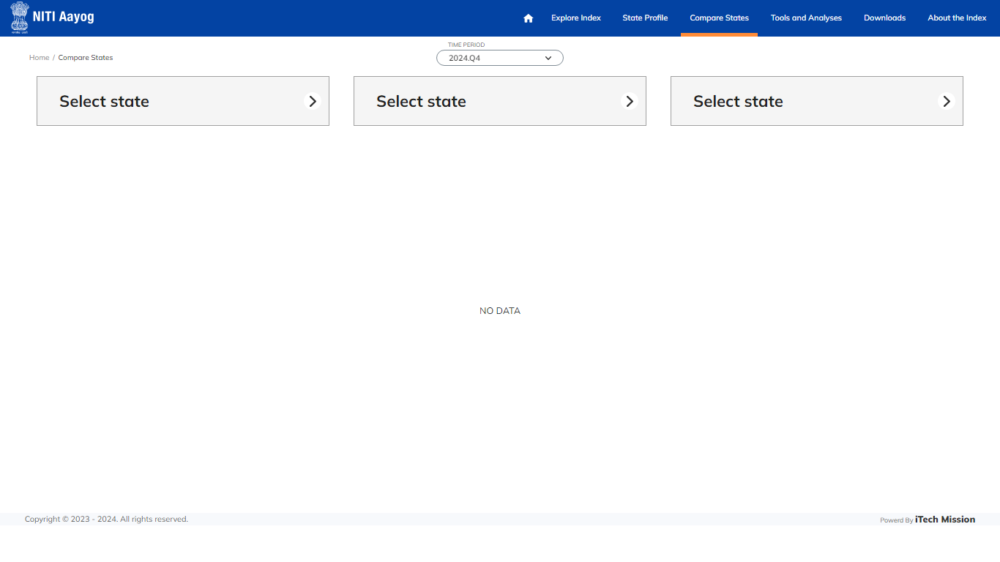 NITI Aayog
Explore Index
State Profile
Compare States
Tools and Analyses
Downloads
About the Index
Home / Compare States
TIME PERIOD
2024.Q4
Select state
Select state
Select state
NO DATA
Copyright © 2023 - 2024. All rights reserved.
Powerd By iTech Mission